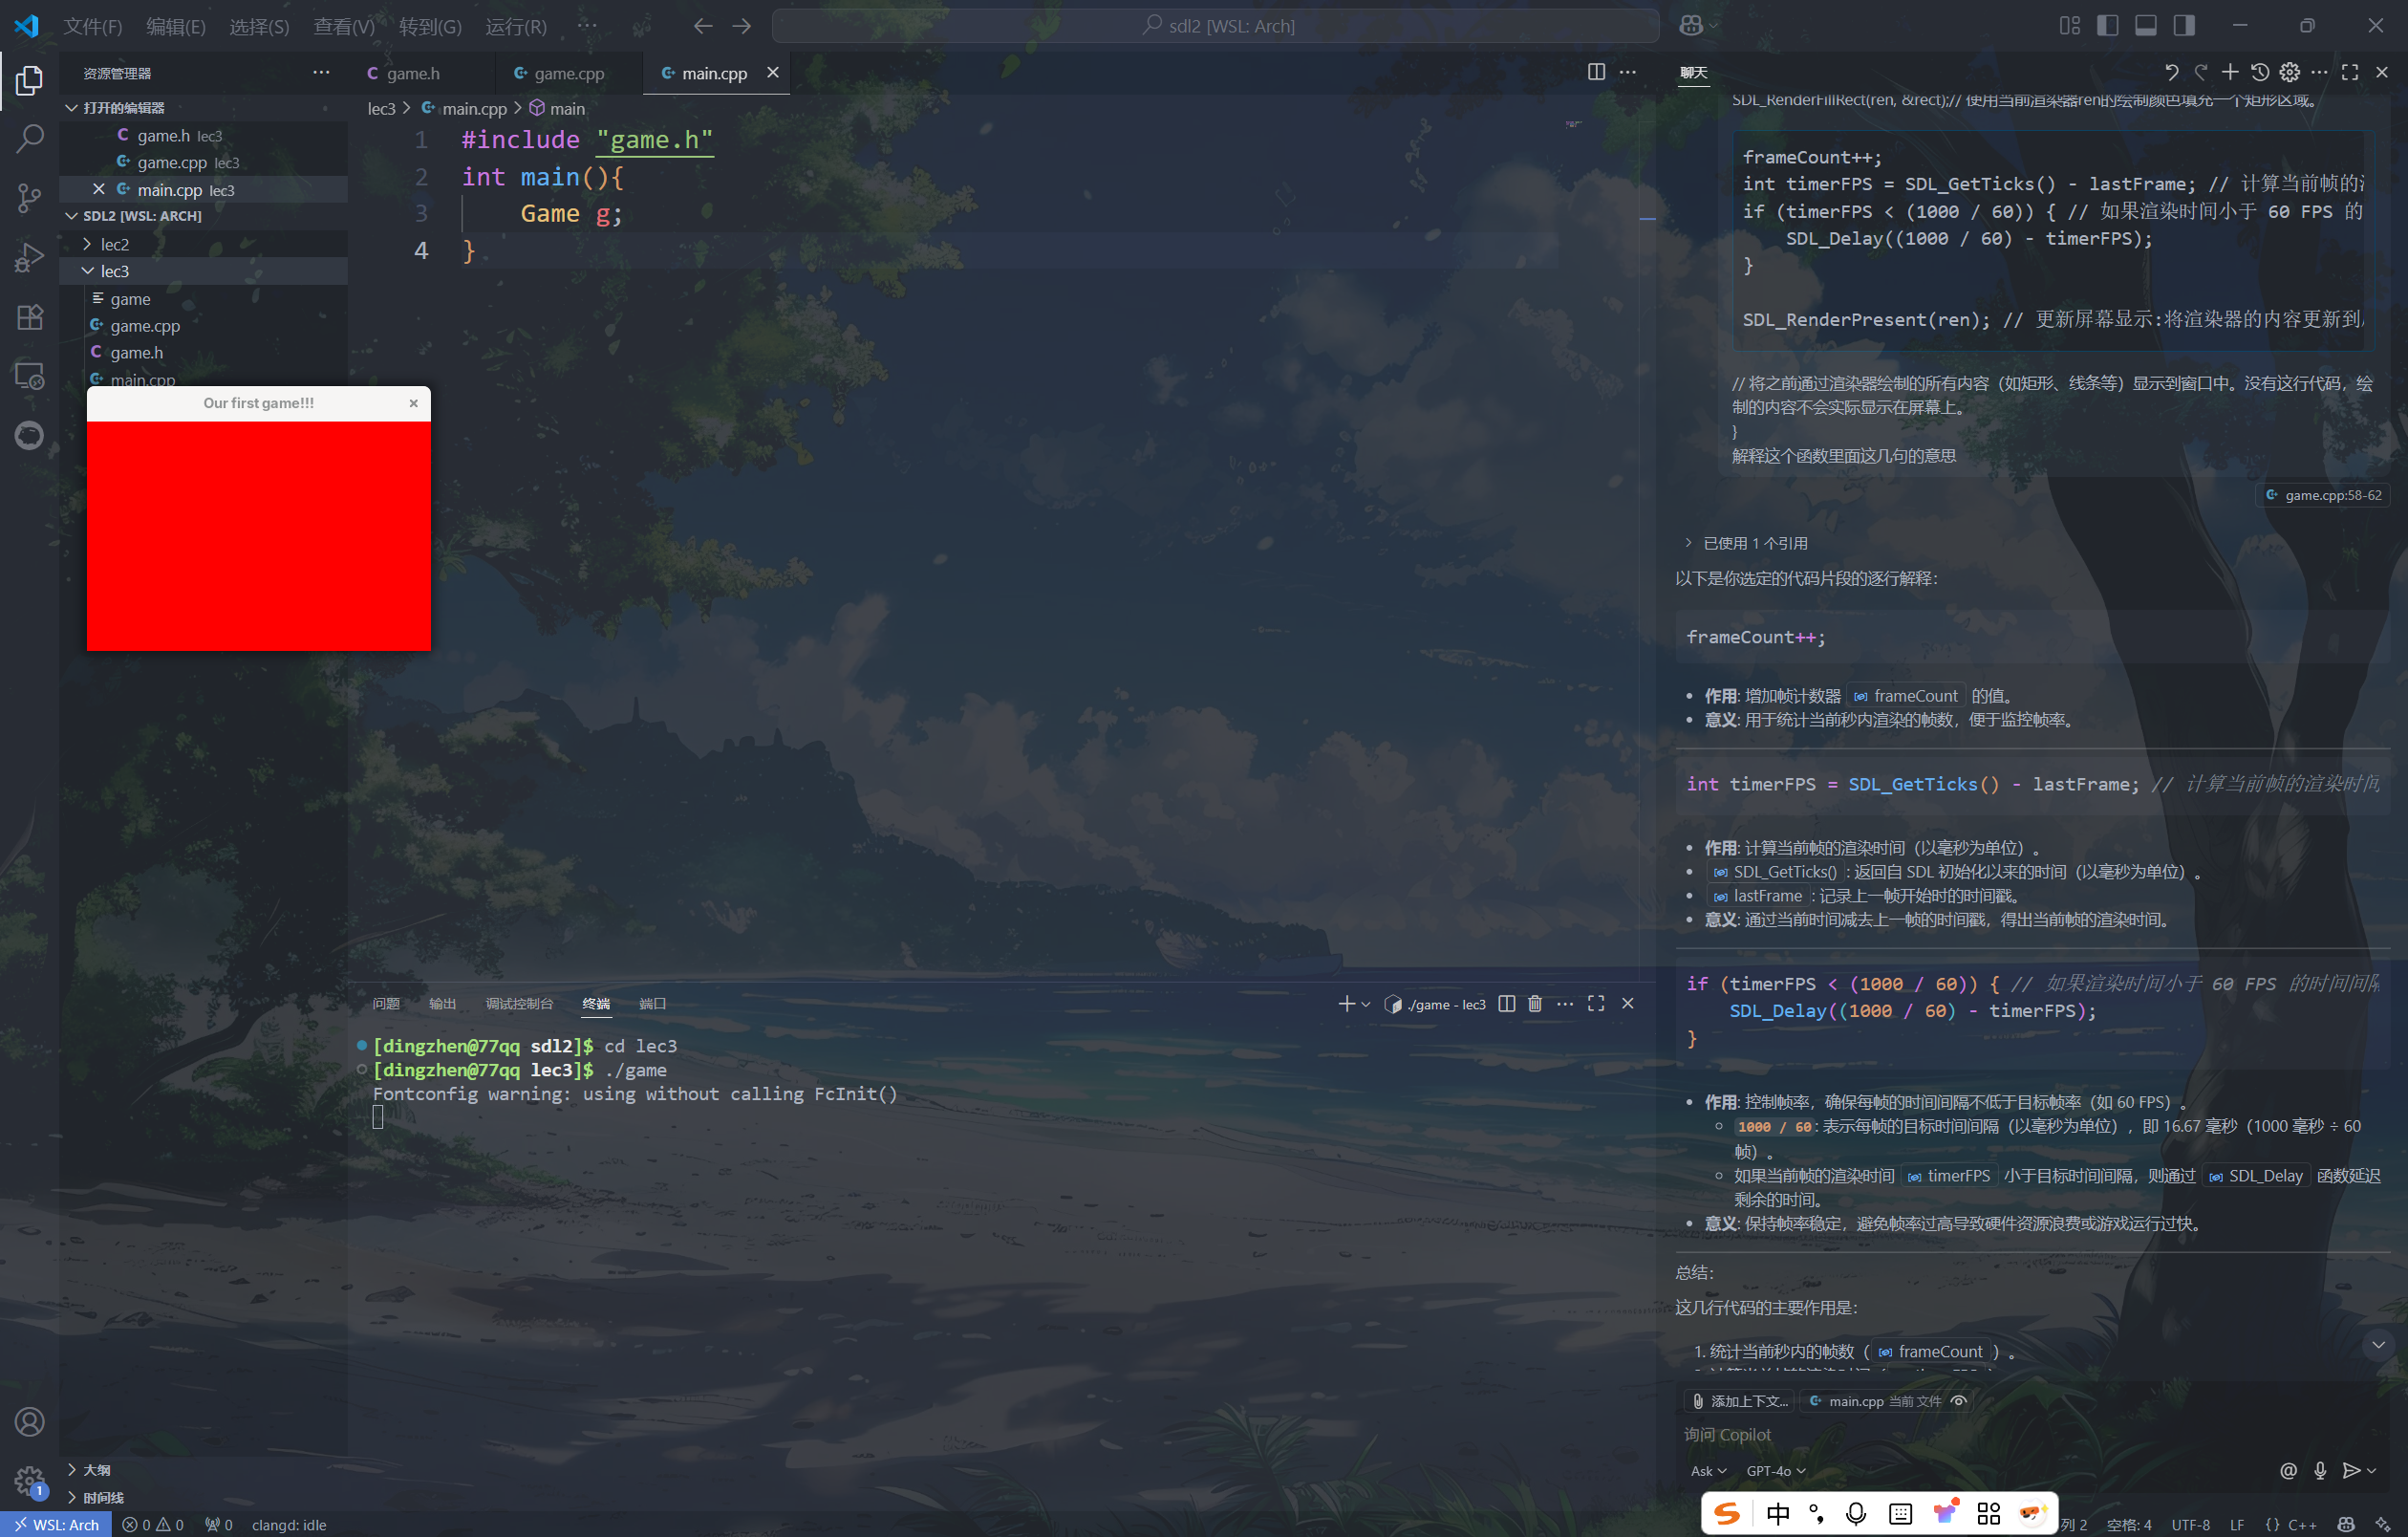 文件(F) 编辑(E) 选择(S) 查看(V) 转到(G) 运行(R) ··· sdl2 [WSL: Arch]
资源管理器
打开的编辑器
game.h lec3
game.cpp lec3
main.cpp lec3
SDL2 [WSL: ARCH]
lec2
lec3
game
game.cpp
game.h
main.cpp
Our first game!!!
大纲
时间线
game.h game.cpp main.cpp
lec3 > main.cpp > main
1 #include "game.h"
2 int main(){
3 Game g;
4 }
问题 输出 调试控制台 终端 端口 ./game - lec3
[dingzhen@77qq sdl2]$ cd lec3
[dingzhen@77qq lec3]$ ./game
Fontconfig warning: using without calling FcInit()
聊天
SDL_RenderFillRect(ren, &rect);// 使用当前渲染器ren的绘制颜色填充一个矩形区域。
frameCount++;
int timerFPS = SDL_GetTicks() - lastFrame; // 计算当前帧的
if (timerFPS < (1000 / 60)) { // 如果渲染时间小于 60 FPS 的
SDL_Delay((1000 / 60) - timerFPS);
}
SDL_RenderPresent(ren); // 更新屏幕显示:将渲染器的内容更新到
// 将之前通过渲染器绘制的所有内容（如矩形、线条等）显示到窗口中。没有这行代码，绘
制的内容不会实际显示在屏幕上。
}
解释这个函数里面这几句的意思
game.cpp:58-62
已使用 1 个引用
以下是你选定的代码片段的逐行解释：
frameCount++;
• 作用: 增加帧计数器 frameCount 的值。
• 意义: 用于统计当前秒内渲染的帧数，便于监控帧率。
int timerFPS = SDL_GetTicks() - lastFrame; // 计算当前帧的渲染时间
• 作用: 计算当前帧的渲染时间（以毫秒为单位）。
• SDL_GetTicks() : 返回自 SDL 初始化以来的时间（以毫秒为单位）。
• lastFrame : 记录上一帧开始时的时间戳。
• 意义: 通过当前时间减去上一帧的时间戳，得出当前帧的渲染时间。
if (timerFPS < (1000 / 60)) { // 如果渲染时间小于 60 FPS 的时间间隔
SDL_Delay((1000 / 60) - timerFPS);
}
• 作用: 控制帧率，确保每帧的时间间隔不低于目标帧率（如 60 FPS）。
1000 / 60: 表示每帧的目标时间间隔（以毫秒为单位），即 16.67 毫秒（1000 毫秒 ÷ 60
帧）。
如果当前帧的渲染时间 timerFPS 小于目标时间间隔，则通过 SDL_Delay 函数延迟
剩余的时间。
• 意义: 保持帧率稳定，避免帧率过高导致硬件资源浪费或游戏运行过快。
总结：
这几行代码的主要作用是：
1. 统计当前秒内的帧数（ frameCount ）。
添加上下文... main.cpp 当前文件
询问 Copilot
Ask GPT-4o
中
WSL: Arch 0 0 0 clangd: idle 列 2 空格: 4 UTF-8 LF {} C++
1